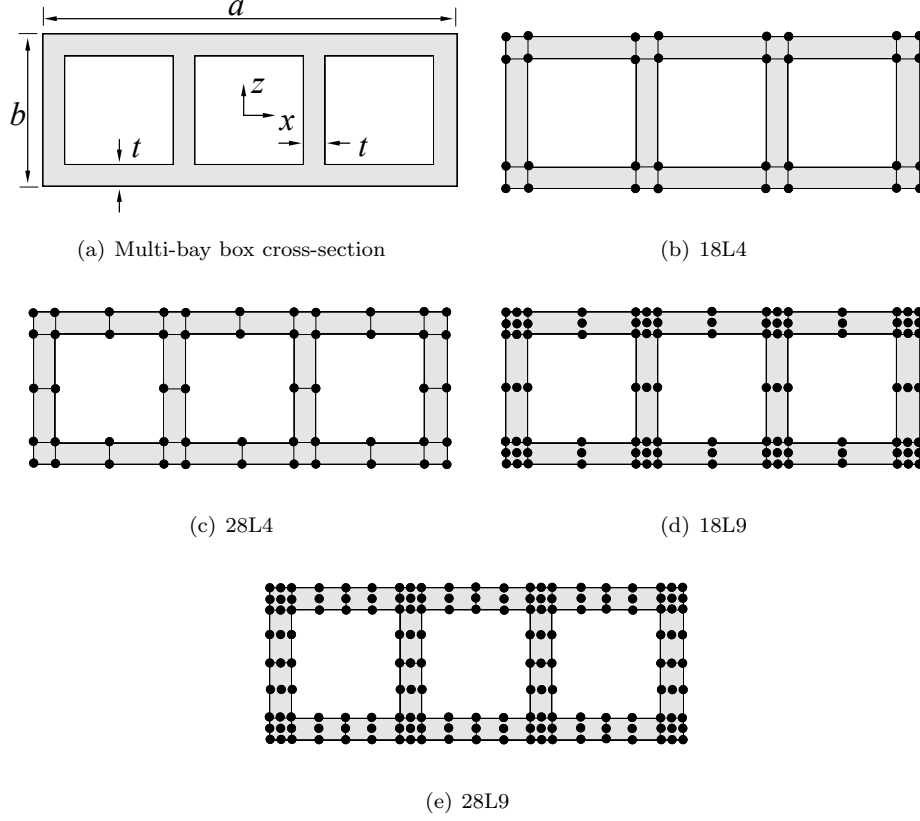 a
b
z
x
t
t
(a) Multi-bay box cross-section
(b) 18L4
(c) 28L4
(d) 18L9
(e) 28L9